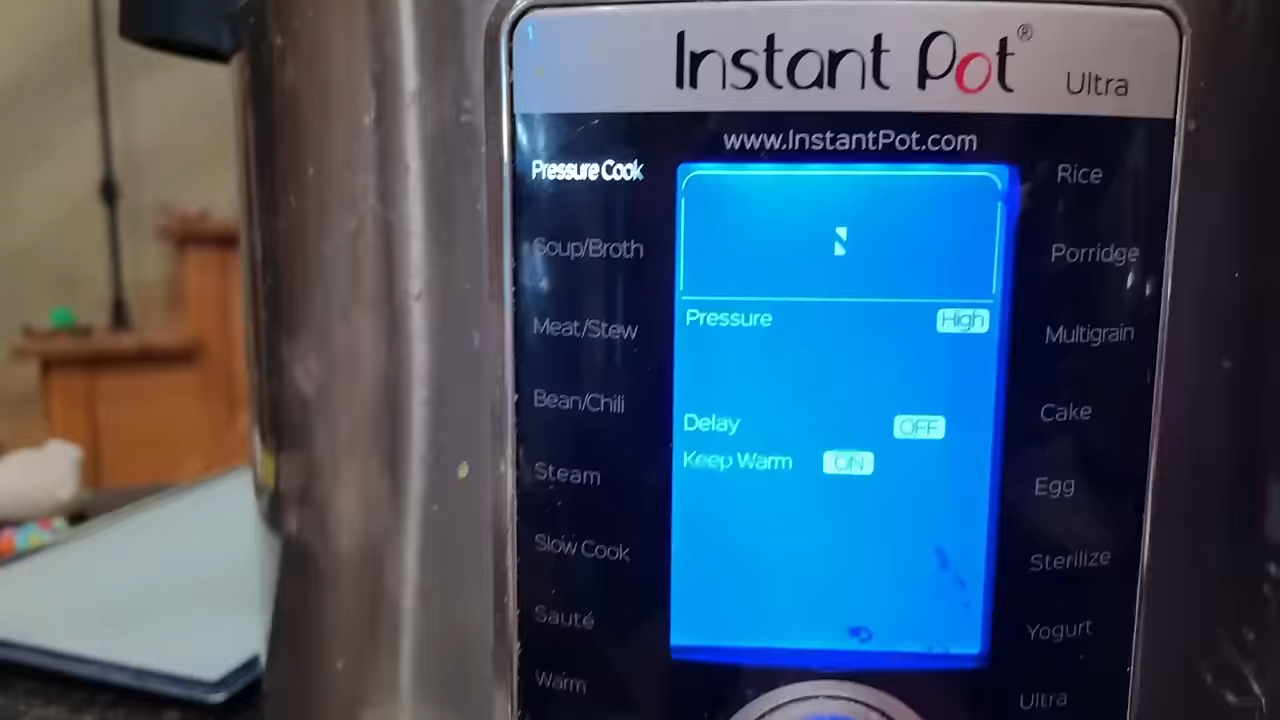 Instant Pot® Ultra
www.InstantPot.com
Pressure Cook
Soup/Broth
Meat/Stew
Bean/Chili
Steam
Slow Cook
Sauté
Warm
Pressure High
Delay OFF
Keep Warm ON
Rice
Porridge
Multigrain
Cake
Egg
Sterilize
Yogurt
Ultra